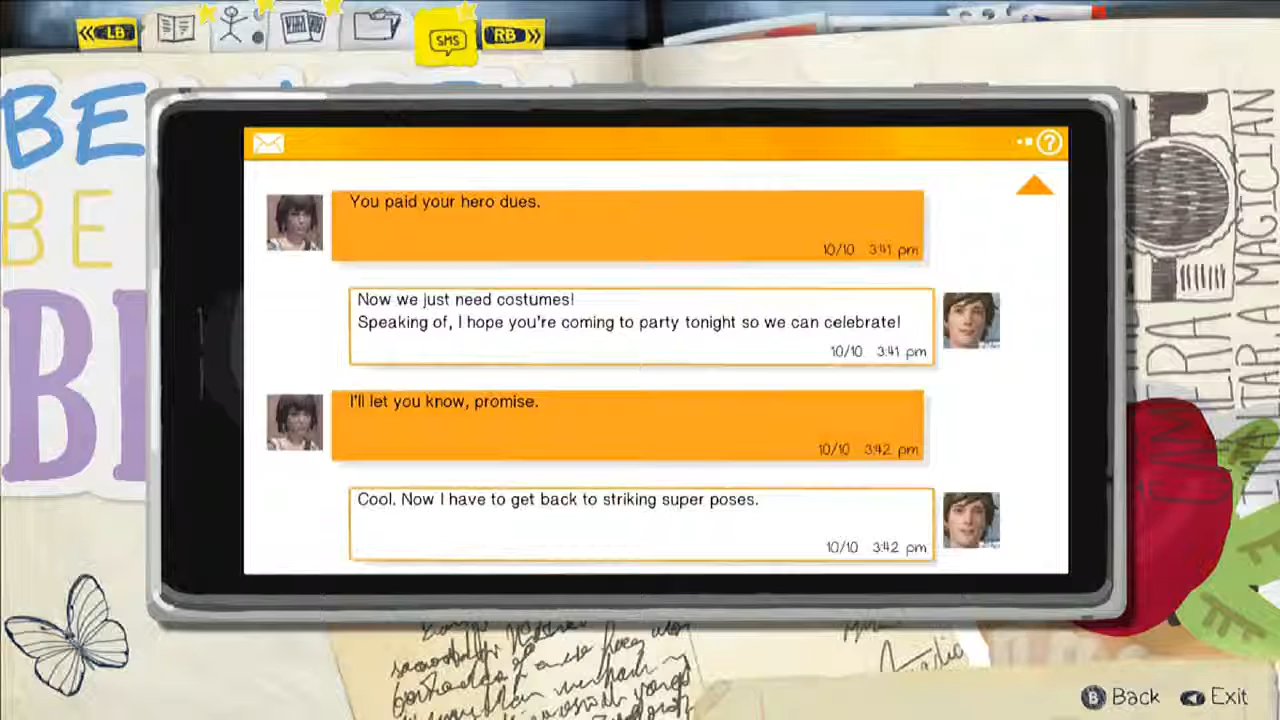 LB
SMS
RB
You paid your hero dues.
10/10 3:41 pm
Now we just need costumes!
Speaking of, I hope you're coming to party tonight so we can celebrate!
10/10 3:41 pm
I'll let you know, promise.
10/10 3:42 pm
Cool. Now I have to get back to striking super poses.
10/10 3:42 pm
BE
BE
MAGICIAN
B Back
Exit